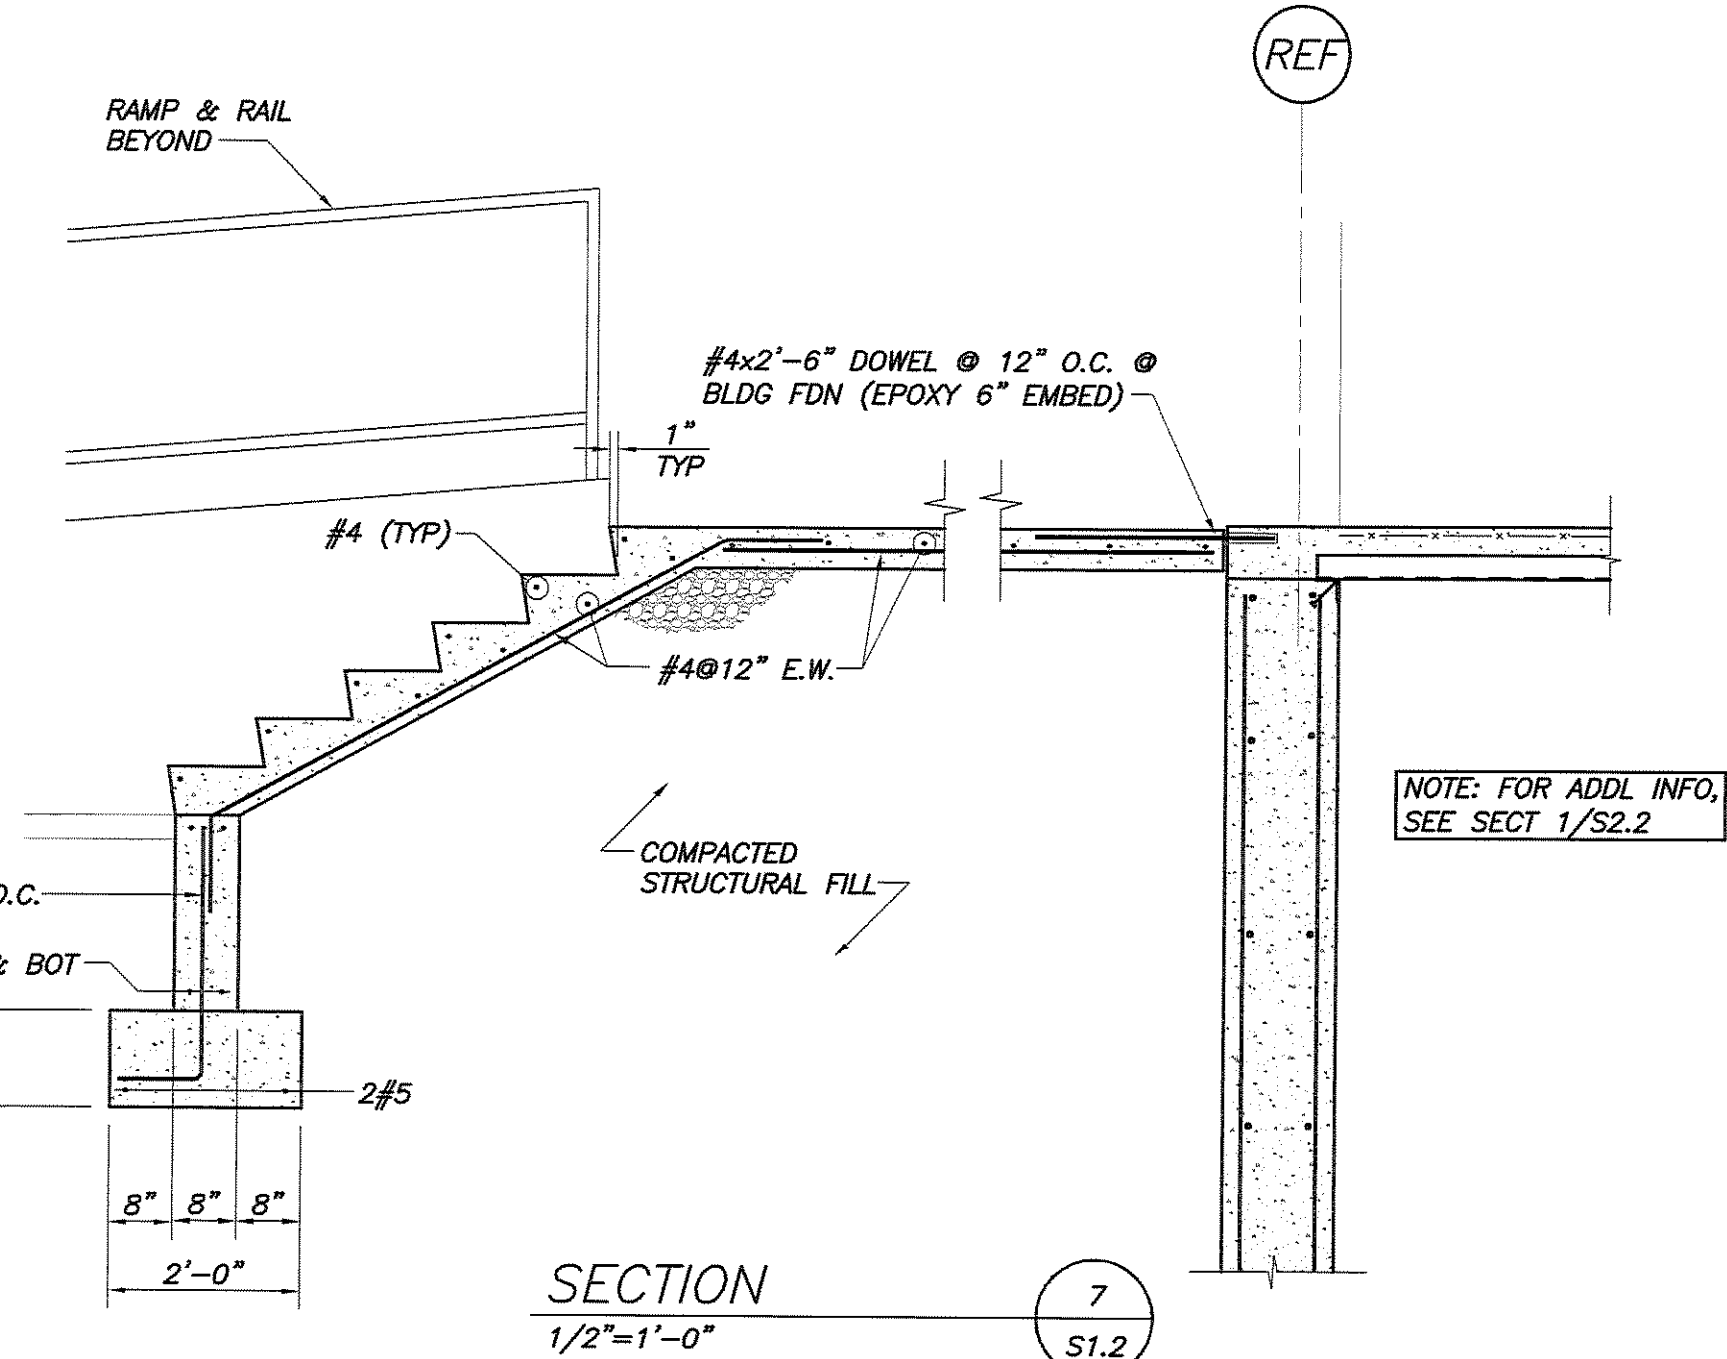 REF
RAMP & RAIL
BEYOND
#4x2'-6" DOWEL @ 12" O.C. @
BLDG FDN (EPOXY 6" EMBED)
1"
TYP
#4 (TYP)
#4@12" E.W.
NOTE: FOR ADDL INFO,
SEE SECT 1/S2.2
COMPACTED
STRUCTURAL FILL
O.C.
& BOT
2#5
8" 8" 8"
2'-0"
SECTION
1/2"=1'-0"
7
S1.2